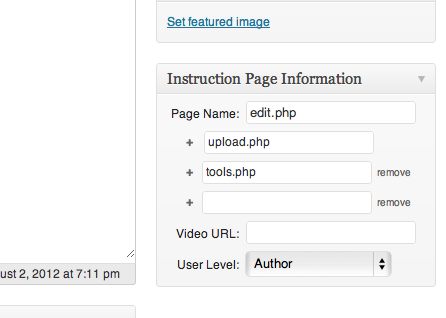 Set featured image
Instruction Page Information
Page Name: edit.php
+ upload.php
+ tools.php remove
+ remove
Video URL:
User Level: Author
ust 2, 2012 at 7:11 pm